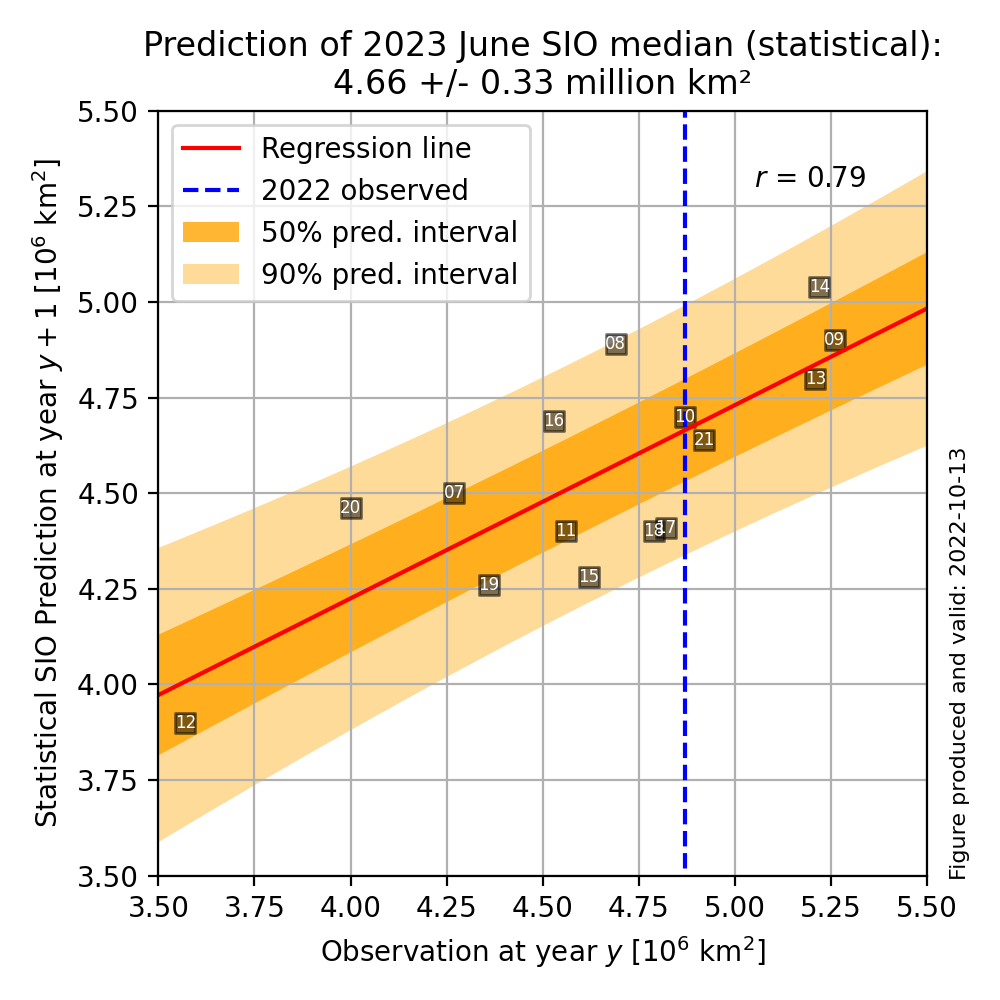 Prediction of 2023 June SIO median (statistical):
4.66 +/- 0.33 million km²
Statistical SIO Prediction at year y + 1 [10⁶ km²]
5.50
5.25
5.00
4.75
4.50
4.25
4.00
3.75
3.50
Regression line
2022 observed
50% pred. interval
90% pred. interval
r = 0.79
14
09
08
13
16
10
21
07
20
11
18
17
19
15
12
3.50 3.75 4.00 4.25 4.50 4.75 5.00 5.25 5.50
Observation at year y [10⁶ km²]
Figure produced and valid: 2022-10-13